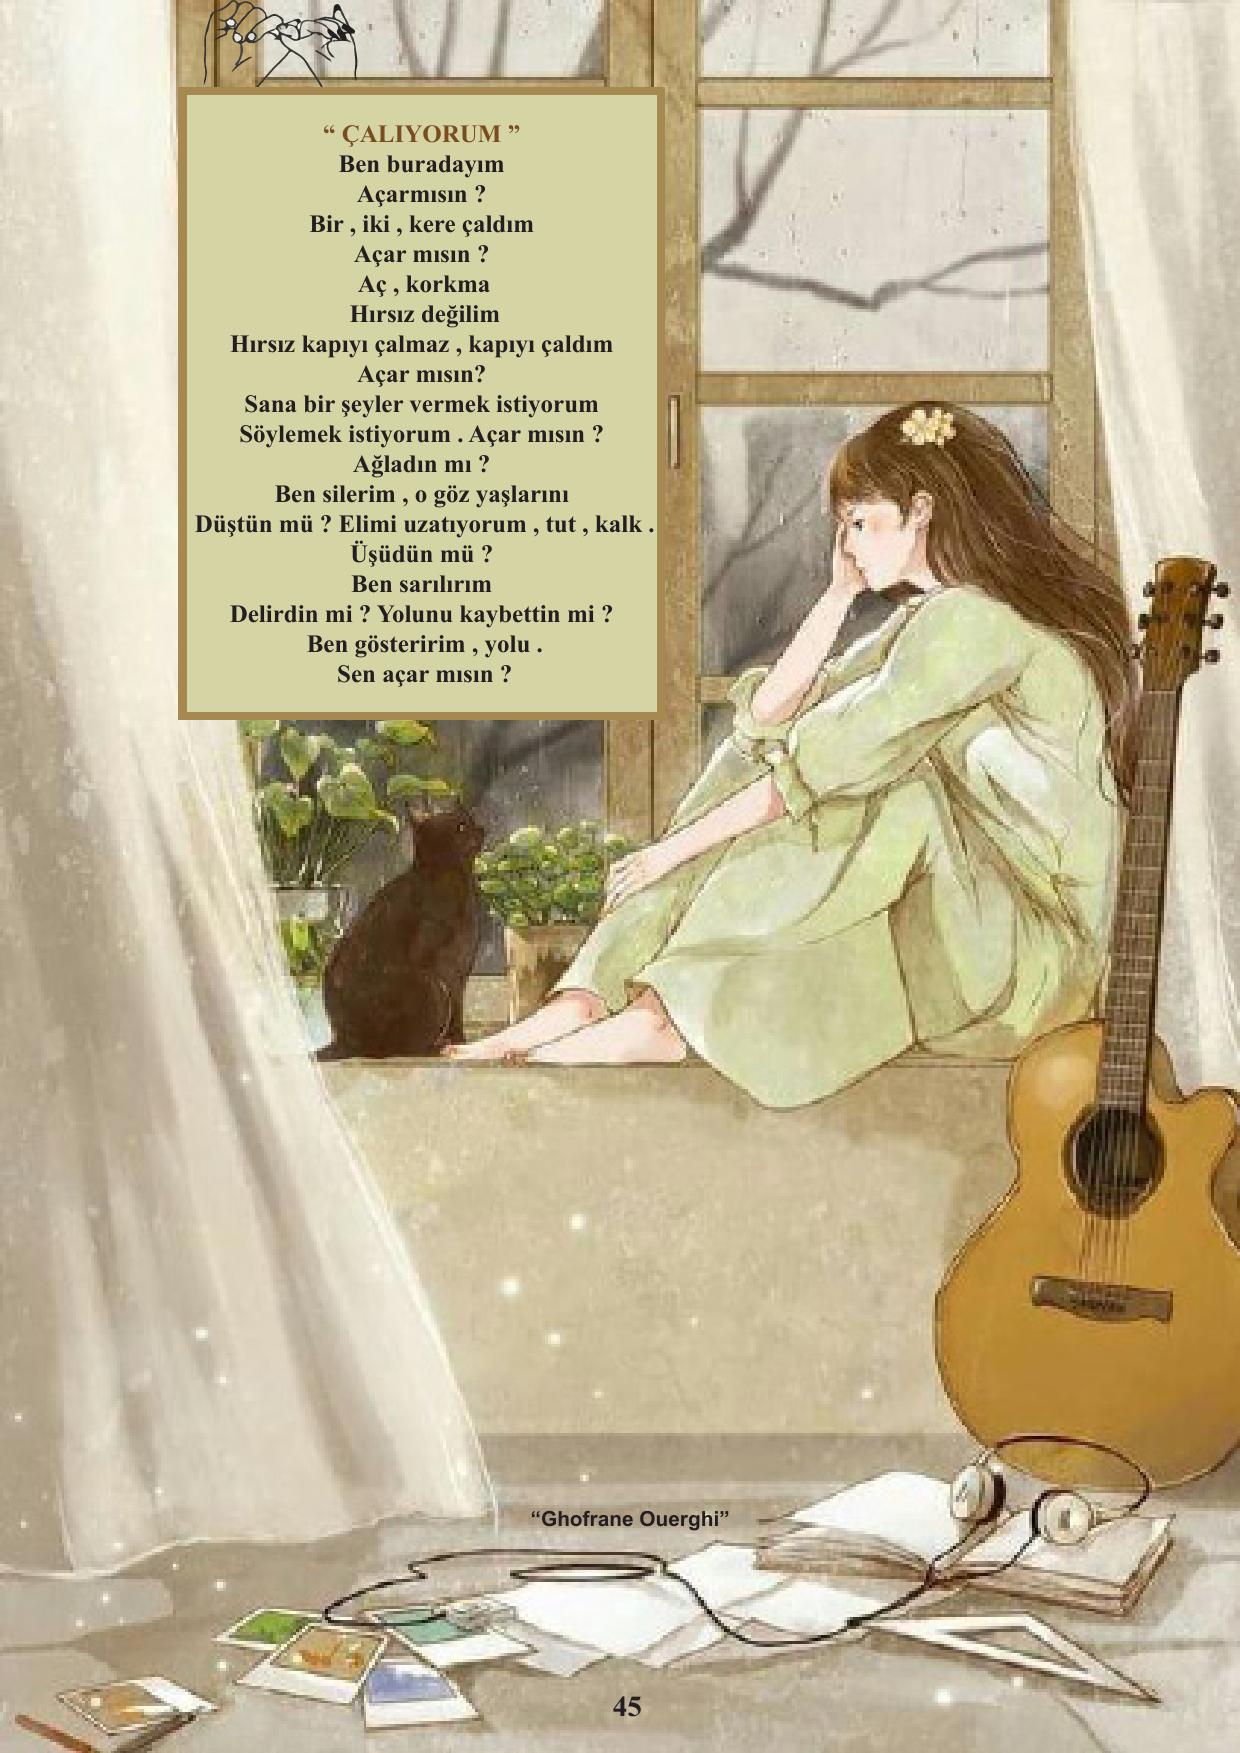 “ ÇALIYORUM ”
Ben buradayım
Açarmısın ?
Bir , iki , kere çaldım
Açar mısın ?
Aç , korkma
Hırsız değilim
Hırsız kapıyı çalmaz , kapıyı çaldım
Açar mısın?
Sana bir şeyler vermek istiyorum
Söylemek istiyorum . Açar mısın ?
Ağladın mı ?
Ben silerim , o göz yaşlarını
Düştün mü ? Elimi uzatıyorum , tut , kalk .
Üşüdün mü ?
Ben sarılırım
Delirdin mi ? Yolunu kaybettin mi ?
Ben gösteririm , yolu .
Sen açar mısın ?
“Ghofrane Ouerghi”
45